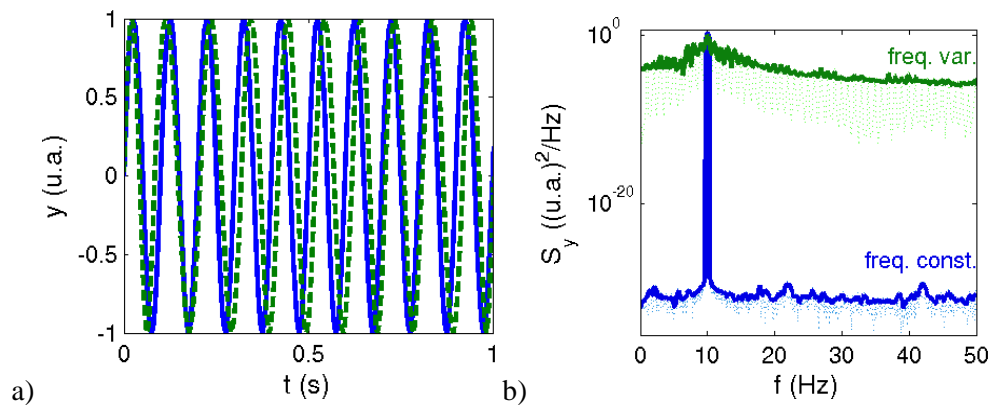 1
0.5
0
-0.5
-1
y (u.a.)
0
0.5
1
t (s)
a)
10^0
10^-20
S_y ((u.a.)^2/Hz
freq. var.
freq. const.
0
10
20
30
40
50
f (Hz)
b)